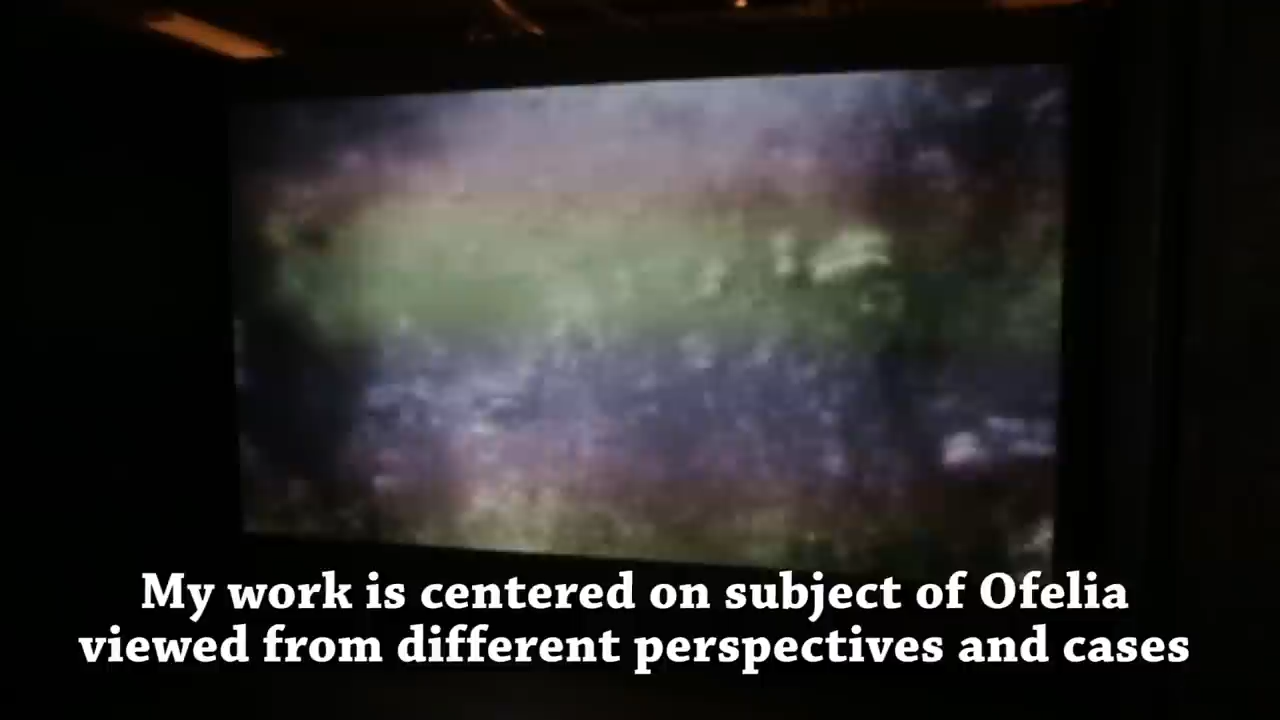 My work is centered on subject of Ofelia
viewed from different perspectives and cases